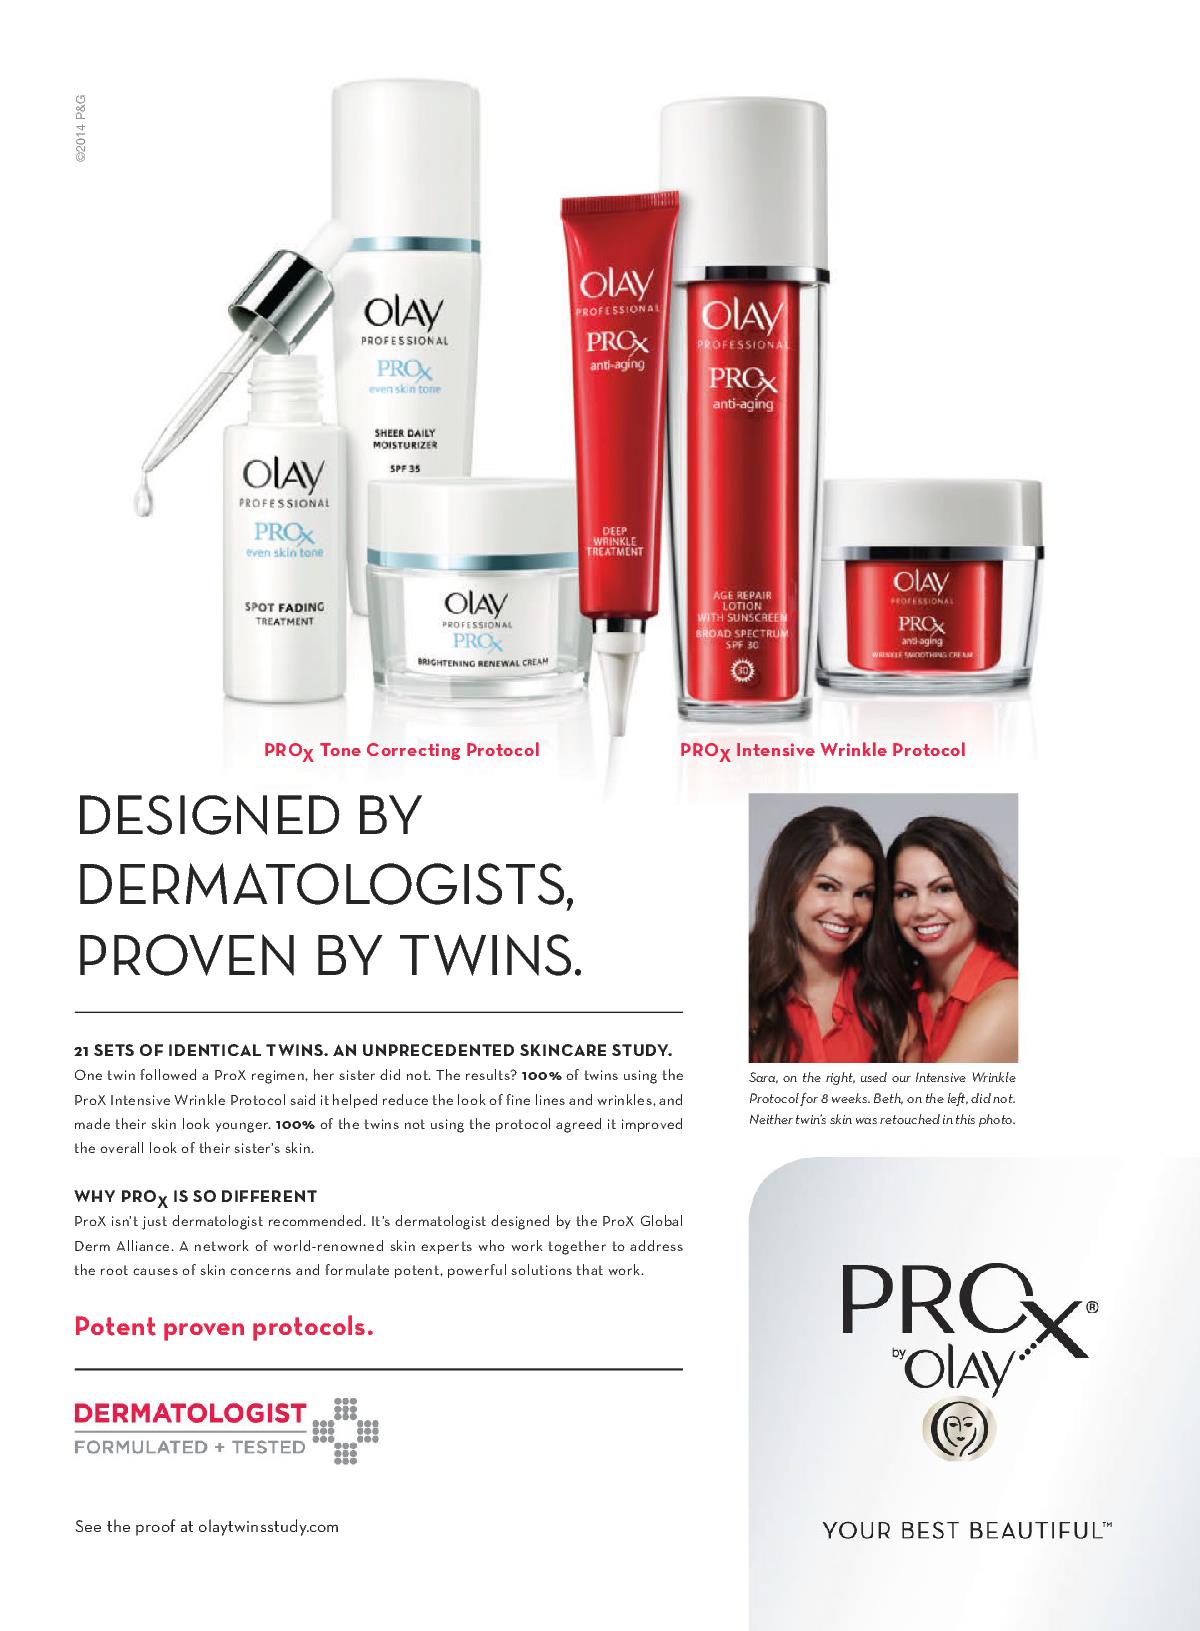 ©2014 P&G
OLAY
PROFESSIONAL
PROX
even skin tone
SHEER DAILY
MOISTURIZER
SPF 35
OLAY
PROFESSIONAL
PROX
even skin tone
SPOT FADING
TREATMENT
OLAY
PROFESSIONAL
PROX
BRIGHTENING RENEWAL CREAM
OLAY
PROFESSIONAL
PROX
anti-aging
DEEP
WRINKLE
TREATMENT
OLAY
PROFESSIONAL
PROX
anti-aging
AGE REPAIR
LOTION
WITH SUNSCREEN
BROAD SPECTRUM
SPF 30
30
OLAY
PROFESSIONAL
PROX
anti-aging
WRINKLE SMOOTHING CREAM
PROX Tone Correcting Protocol
PROX Intensive Wrinkle Protocol
DESIGNED BY
DERMATOLOGISTS,
PROVEN BY TWINS.
21 SETS OF IDENTICAL TWINS. AN UNPRECEDENTED SKINCARE STUDY.
One twin followed a ProX regimen, her sister did not. The results? 100% of twins using the
ProX Intensive Wrinkle Protocol said it helped reduce the look of fine lines and wrinkles, and
made their skin look younger. 100% of the twins not using the protocol agreed it improved
the overall look of their sister's skin.
WHY PROX IS SO DIFFERENT
ProX isn't just dermatologist recommended. It's dermatologist designed by the ProX Global
Derm Alliance. A network of world-renowned skin experts who work together to address
the root causes of skin concerns and formulate potent, powerful solutions that work.
Potent proven protocols.
DERMATOLOGIST
FORMULATED + TESTED
See the proof at olaytwinsstudy.com
Sara, on the right, used our Intensive Wrinkle
Protocol for 8 weeks. Beth, on the left, did not.
Neither twin's skin was retouched in this photo.
PROX®
by OLAY
YOUR BEST BEAUTIFUL™